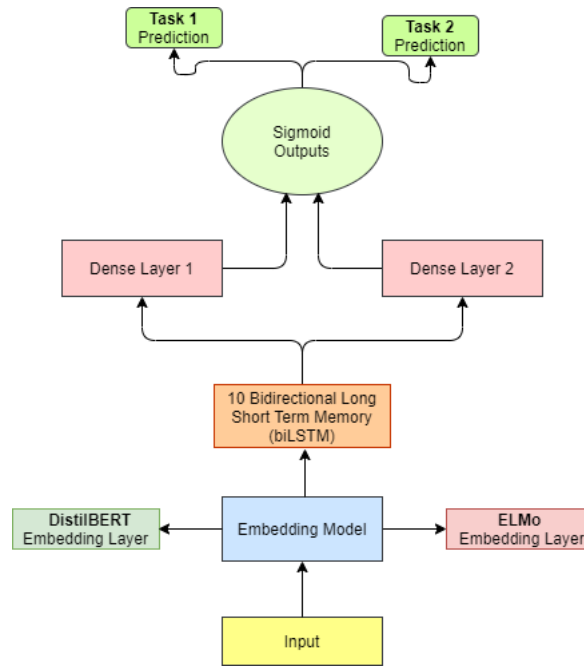 Task 1
Prediction
Task 2
Prediction
Sigmoid
Outputs
Dense Layer 1
Dense Layer 2
10 Bidirectional Long
Short Term Memory
(biLSTM)
DistilBERT
Embedding Layer
Embedding Model
ELMo
Embedding Layer
Input